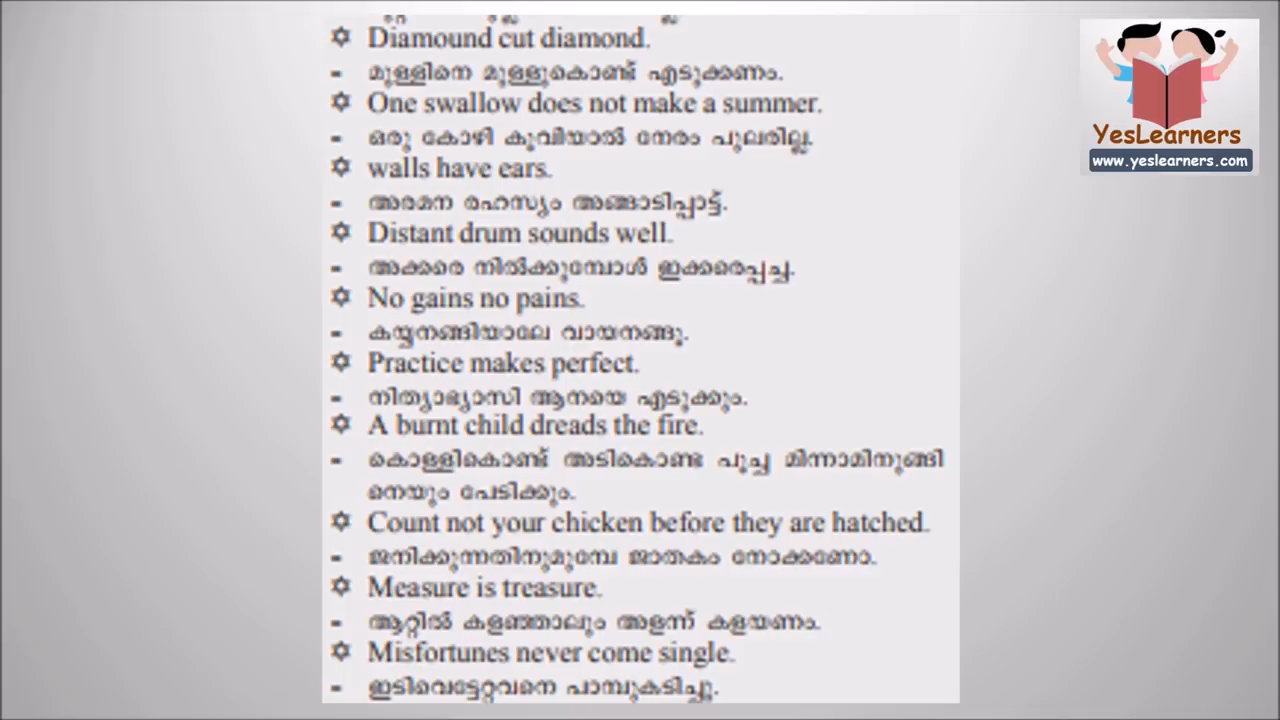 Diamound cut diamond.
- മുള്ളിനെ മുള്ളുകൊണ്ട് എടുക്കണം.
One swallow does not make a summer.
- ഒരു കോഴി കൂവിയാൽ നേരം പുലരില്ല.
walls have ears.
- അരമന രഹസ്യം അങ്ങാടിപ്പാട്ട്.
Distant drum sounds well.
- അക്കരെ നിൽക്കുമ്പോൾ ഇക്കരെപ്പച്ച.
No gains no pains.
- കയ്യനങ്ങിയാലേ വായനങ്ങൂ.
Practice makes perfect.
- നിത്യാഭ്യാസി ആനയെ എടുക്കും.
A burnt child dreads the fire.
- കൊള്ളികൊണ്ട് അടികൊണ്ട പൂച്ച മിന്നാമിനുങ്ങി
നെയും പേടിക്കും.
Count not your chicken before they are hatched.
- ജനിക്കുന്നതിനുമുമ്പേ ജാതകം നോക്കണോ.
Measure is treasure.
- ആറ്റിൽ കളഞ്ഞാലും അളന്ന് കളയണം.
Misfortunes never come single.
- ഇടിവെട്ടേറ്റവനെ പാമ്പുകടിച്ചു.
YesLearners
www.yeslearners.com